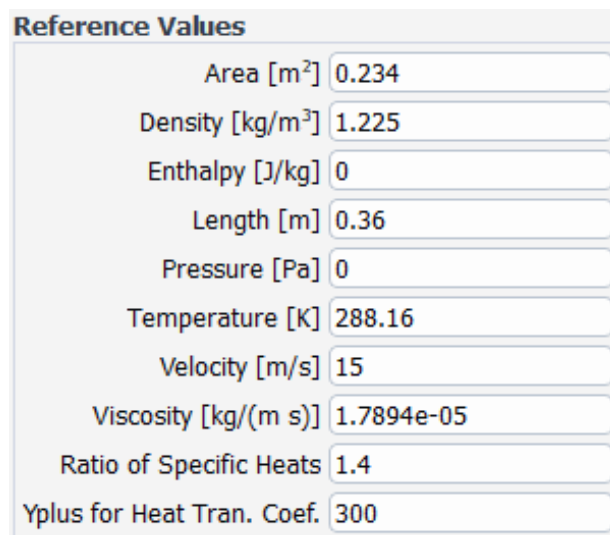 Reference Values
Area [m²] 0.234
Density [kg/m³] 1.225
Enthalpy [J/kg] 0
Length [m] 0.36
Pressure [Pa] 0
Temperature [K] 288.16
Velocity [m/s] 15
Viscosity [kg/(m s)] 1.7894e-05
Ratio of Specific Heats 1.4
Yplus for Heat Tran. Coef. 300